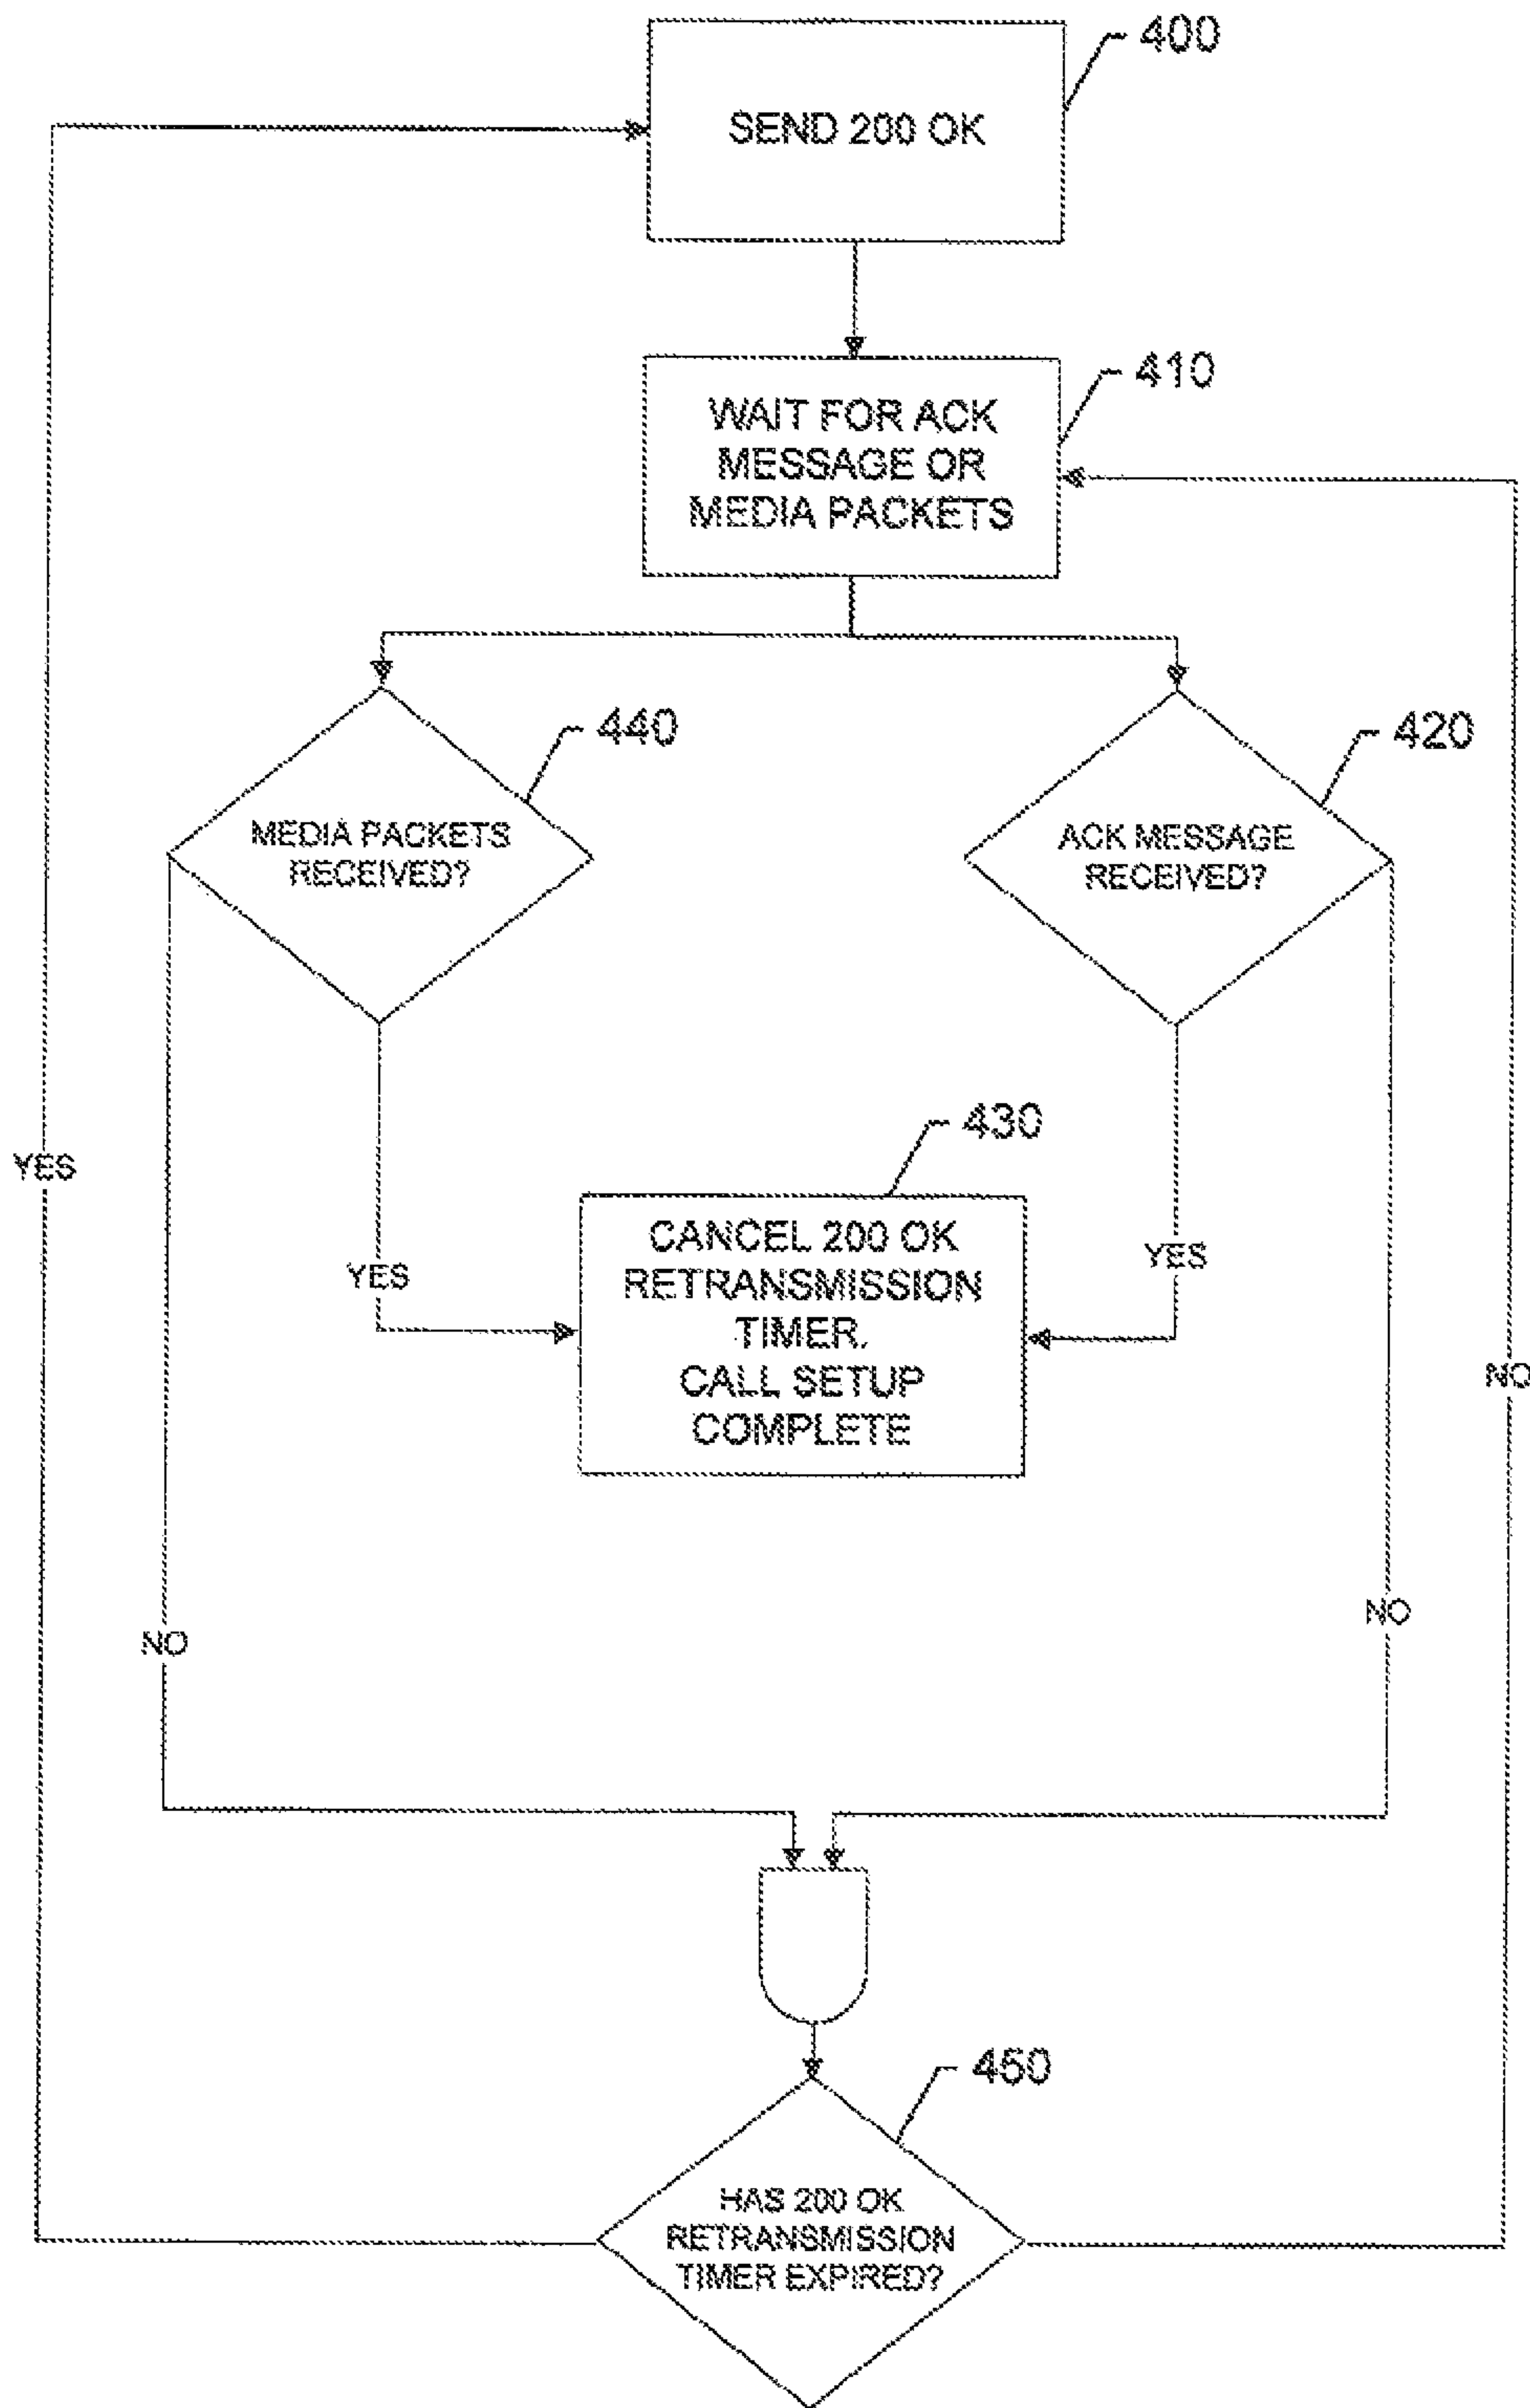 400
SEND 200 OK
410
WAIT FOR ACK
MESSAGE OR
MEDIA PACKETS
440
MEDIA PACKETS
RECEIVED?
420
ACK MESSAGE
RECEIVED?
430
YES
CANCEL 200 OK
RETRANSMISSION
TIMER.
CALL SETUP
COMPLETE
YES
YES
NO
NO
NO
450
HAS 200 OK
RETRANSMISSION
TIMER EXPIRED?